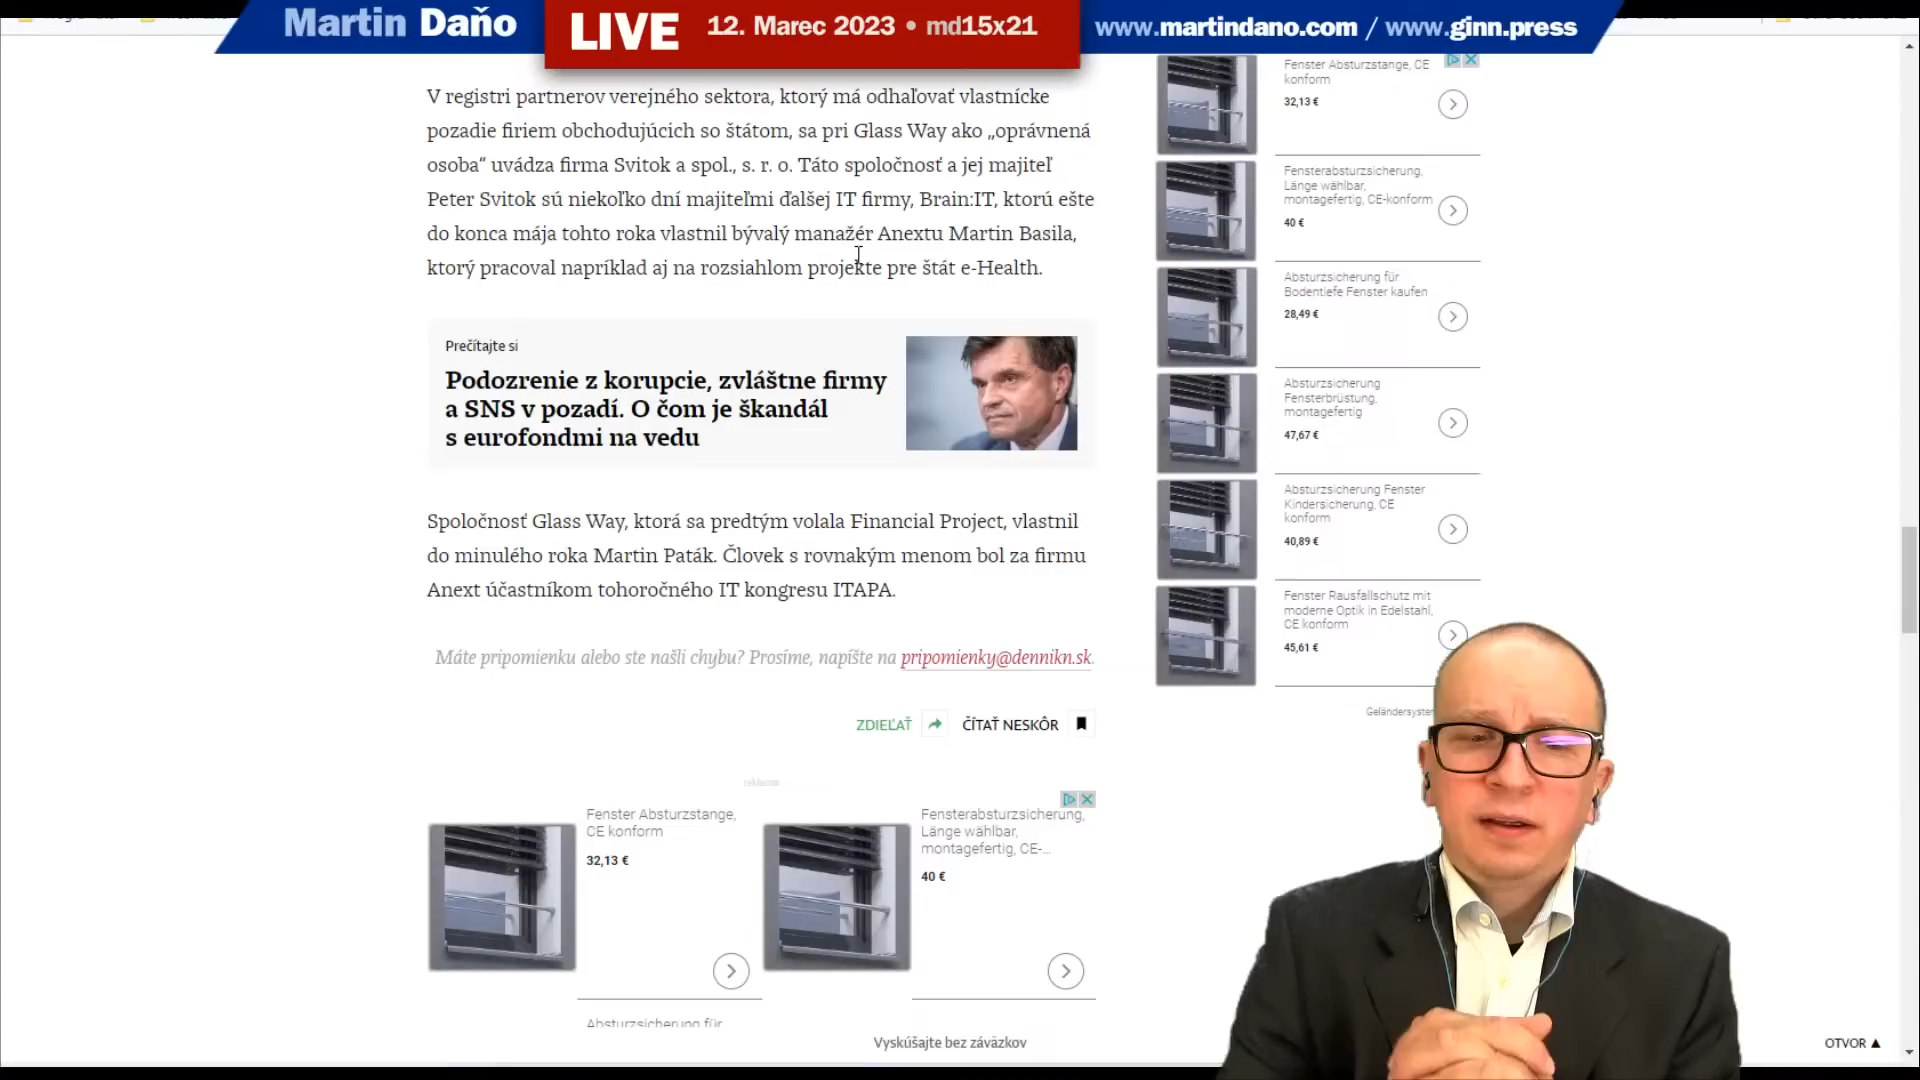 Martin Daňo
LIVE
12. Marec 2023 • md15x21
www.martindano.com / www.ginn.press
V registri partnerov verejného sektora, ktorý má odhaľovať vlastnícke
pozadie firiem obchodujúcich so štátom, sa pri Glass Way ako „oprávnená
osoba“ uvádza firma Svitok a spol., s. r. o. Táto spoločnosť a jej majiteľ
Peter Svitok sú niekoľko dní majiteľmi ďalšej IT firmy, Brain:IT, ktorú ešte
do konca mája tohto roka vlastnil bývalý manažér Anextu Martin Basila,
ktorý pracoval napríklad aj na rozsiahlom projekte pre štát e-Health.
Prečítajte si
Podozrenie z korupcie, zvláštne firmy
a SNS v pozadí. O čom je škandál
s eurofondmi na vedu
Spoločnosť Glass Way, ktorá sa predtým volala Financial Project, vlastnil
do minulého roka Martin Paták. Človek s rovnakým menom bol za firmu
Anext účastníkom tohoročného IT kongresu ITAPA.
Máte pripomienku alebo ste našli chybu? Prosíme, napíšte na pripomienky@dennikn.sk.
ZDIEĽAŤ
ČÍTAŤ NESKÔR
reklama
Fenster Absturzstange,
CE konform
32,13 €
Fensterabsturzsicherung,
Länge wählbar,
montagefertig, CE-...
40 €
Absturzsicherung für
Vyskúšajte bez záväzkov
Fenster Absturzstange, CE
konform
32,13 €
Fensterabsturzsicherung,
Länge wählbar,
montagefertig, CE-konform
40 €
Absturzsicherung für
Bodentiefe Fenster kaufen
28,49 €
Absturzsicherung
Fensterbrüstung,
montagefertig
47,67 €
Absturzsicherung Fenster
Kindersicherung, CE
konform
40,89 €
Fenster Rausfallschutz mit
moderne Optik in Edelstahl,
CE konform
45,61 €
OTVOR ▲